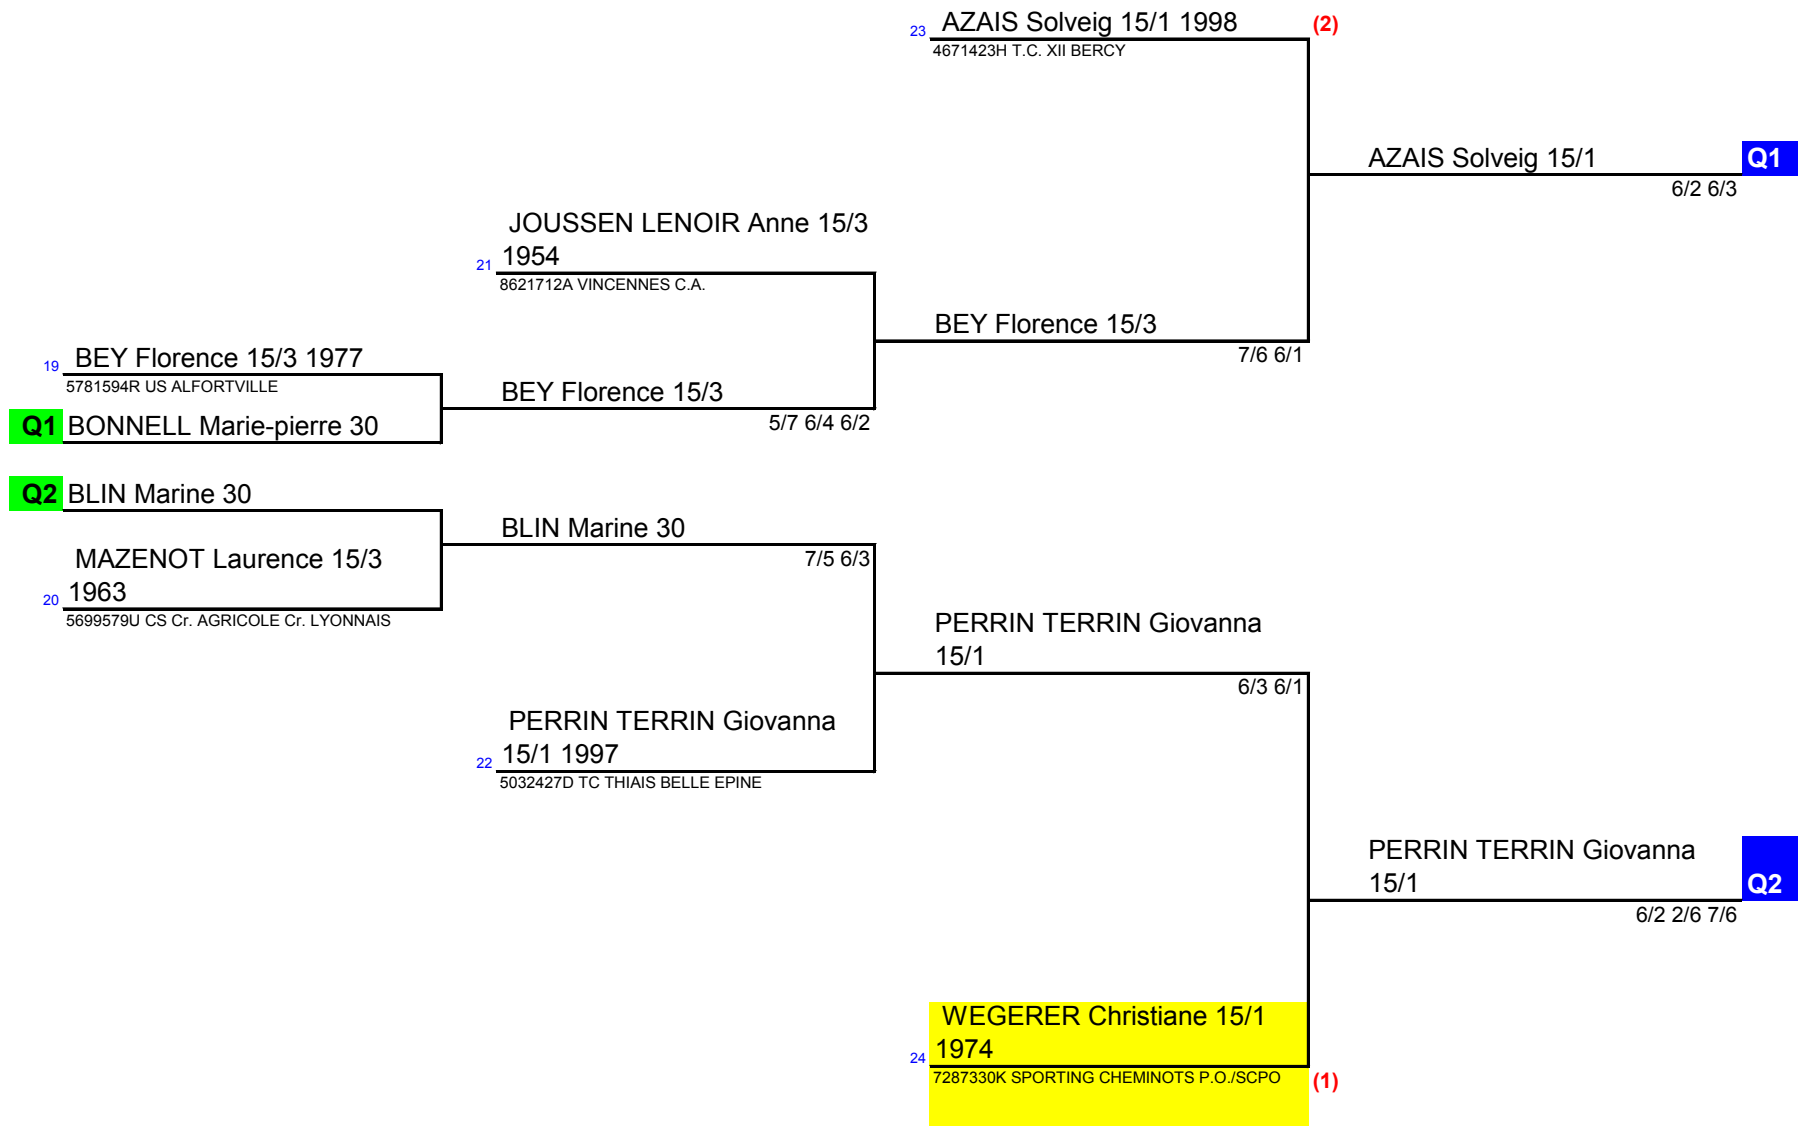 23 AZAIS Solveig 15/1 1998 (2)
4671423H T.C. XII BERCY
AZAIS Solveig 15/1 Q1
6/2 6/3
JOUSSEN LENOIR Anne 15/3
21 1954
8621712A VINCENNES C.A.
BEY Florence 15/3
7/6 6/1
19 BEY Florence 15/3 1977
5781594R US ALFORTVILLE
BEY Florence 15/3
5/7 6/4 6/2
Q1 BONNELL Marie-pierre 30
Q2 BLIN Marine 30
BLIN Marine 30
7/5 6/3
MAZENOT Laurence 15/3
20 1963
5699579U CS Cr. AGRICOLE Cr. LYONNAIS
PERRIN TERRIN Giovanna
15/1
6/3 6/1
PERRIN TERRIN Giovanna
22 15/1 1997
5032427D TC THIAIS BELLE EPINE
PERRIN TERRIN Giovanna
15/1 Q2
6/2 2/6 7/6
WEGERER Christiane 15/1
24 1974
7287330K SPORTING CHEMINOTS P.O./SCPO (1)